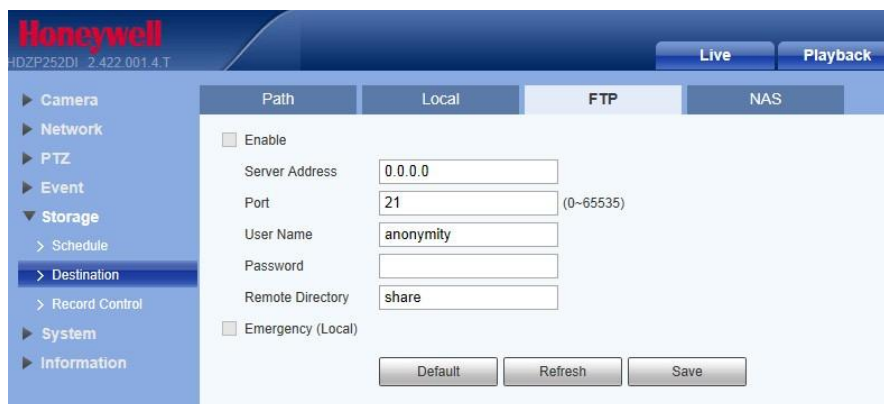 Honeywell
HDZP252DI 2.422.001.4.T
Live Playback
Camera
Network
PTZ
Event
Storage
Schedule
Destination
Record Control
System
Information
Path Local FTP NAS
Enable
Server Address 0.0.0.0
Port 21 (0~65535)
User Name anonymity
Password
Remote Directory share
Emergency (Local)
Default Refresh Save